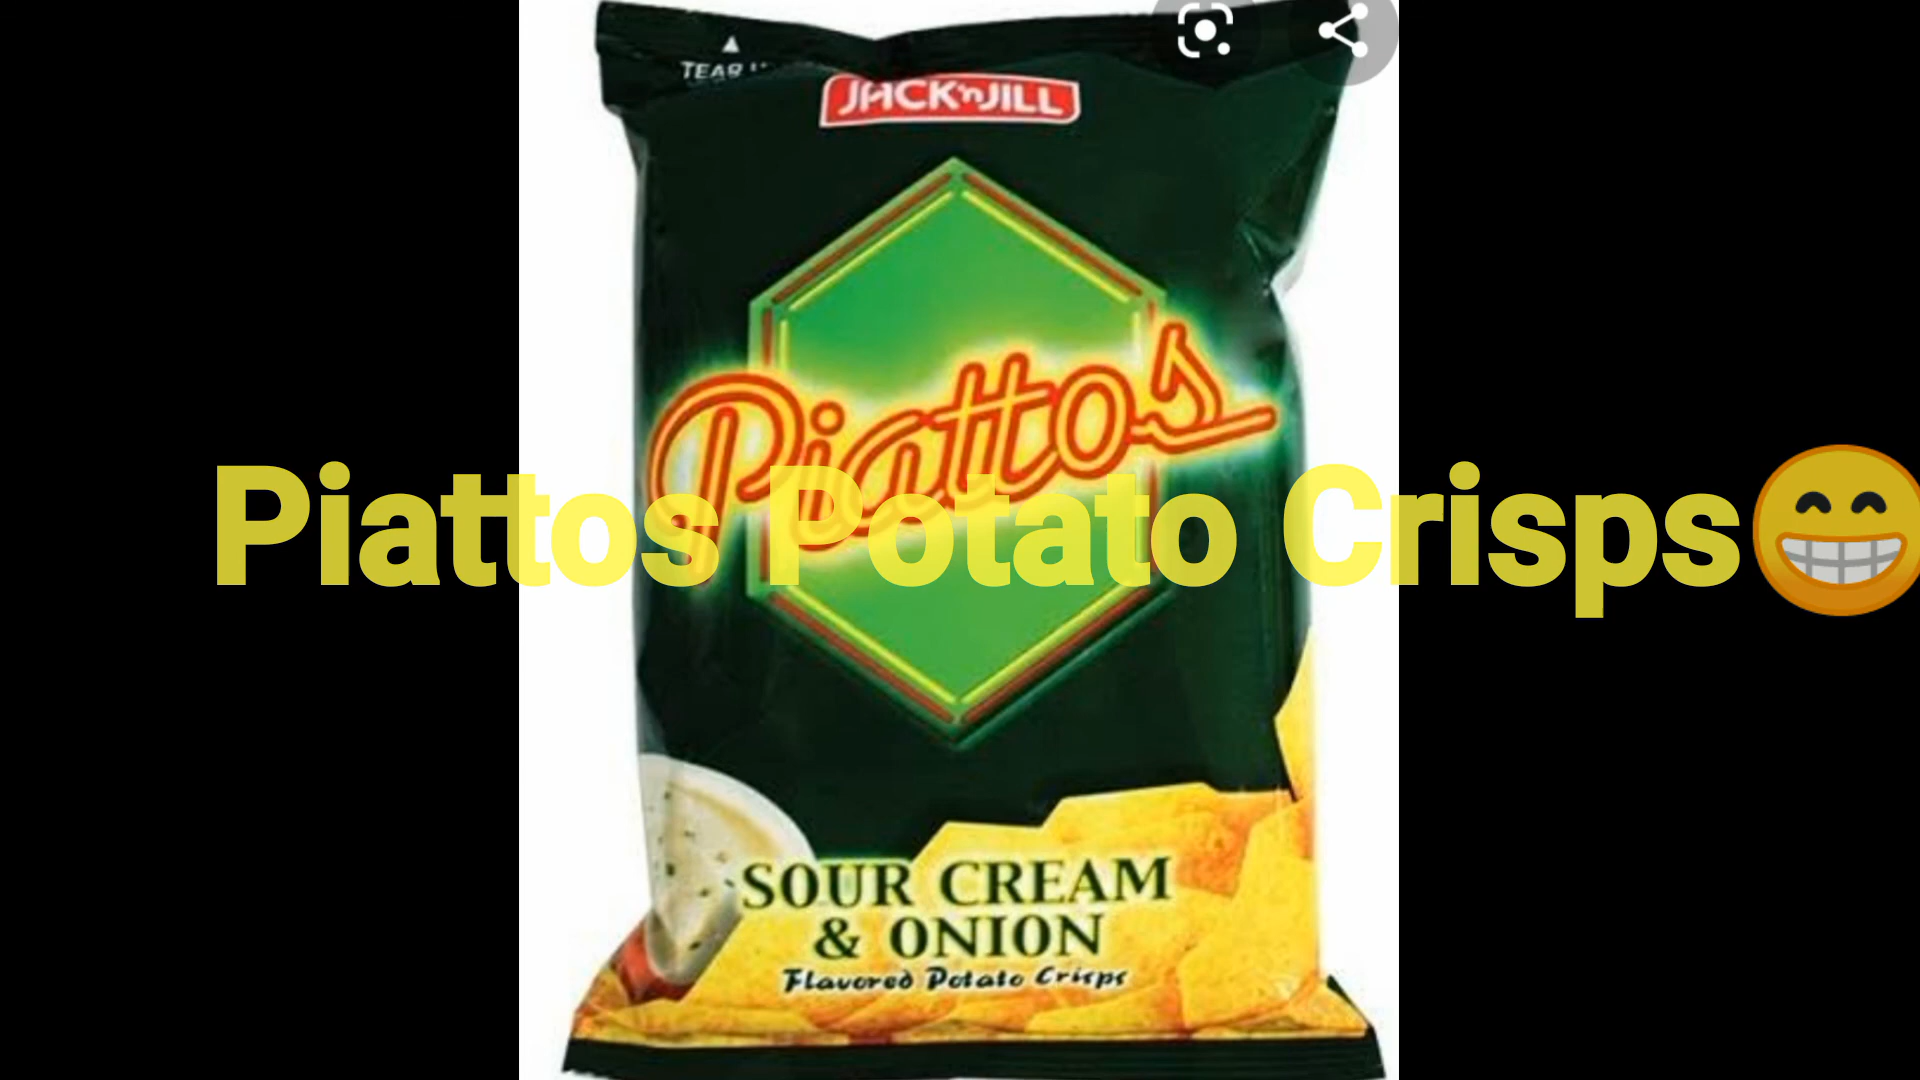 TEAR
JACK 'n JILL
Piattos
Piattos Potato Crisps😁
SOUR CREAM
& ONION
Flavored Potato Crisps